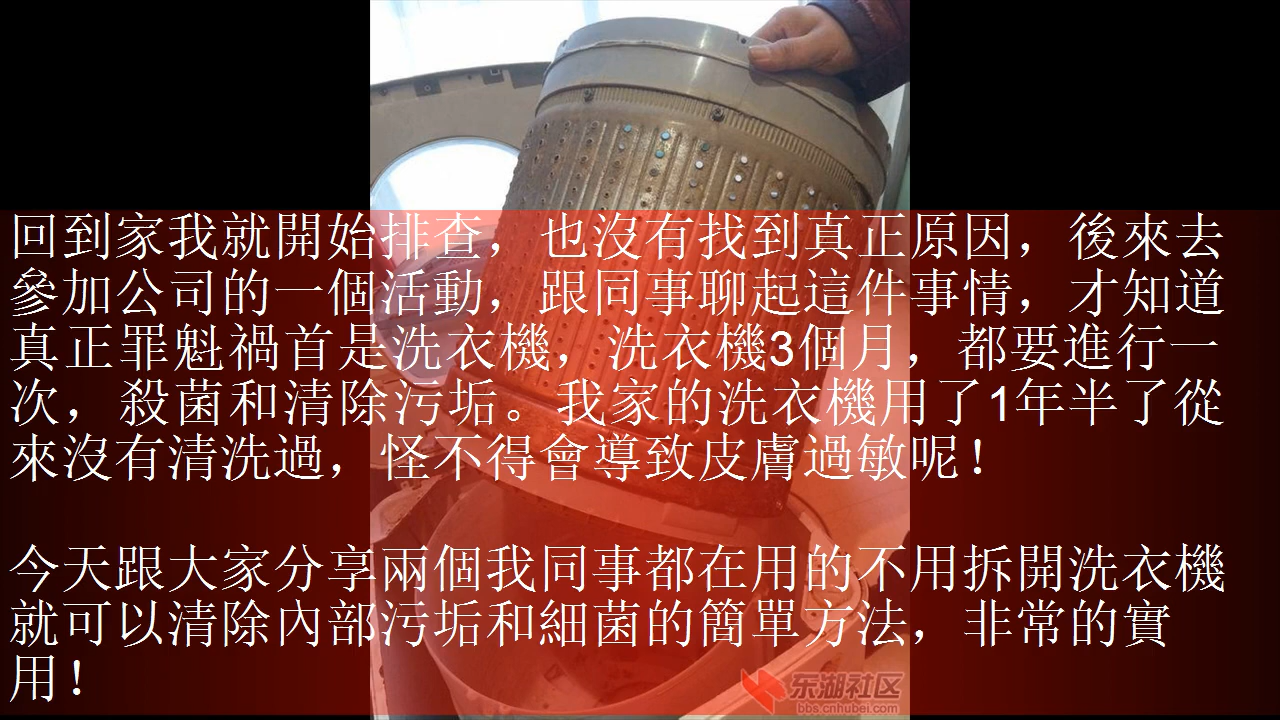 回到家我就開始排查，也沒有找到真正原因，後來去
參加公司的一個活動，跟同事聊起這件事情，才知道
真正罪魁禍首是洗衣機，洗衣機3個月，都要進行一
次，殺菌和清除污垢。我家的洗衣機用了1年半了從
來沒有清洗過，怪不得會導致皮膚過敏呢！
今天跟大家分享兩個我同事都在用的不用拆開洗衣機
就可以清除內部污垢和細菌的簡單方法，非常的實
用！
东湖社区
bbs.cnhubei.com